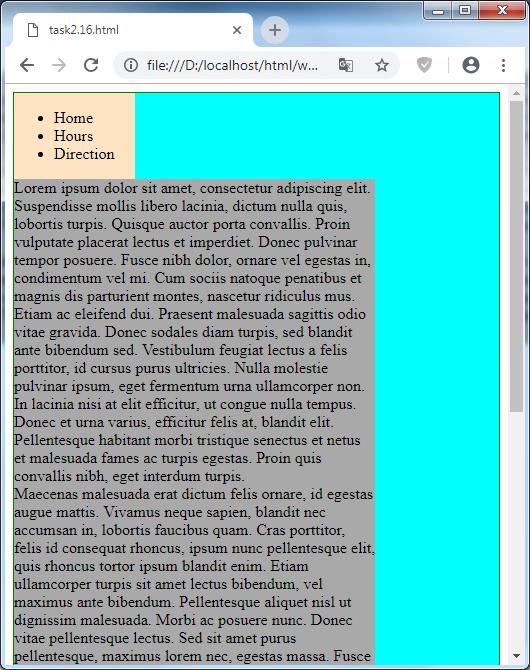 task2.16.html
file:///D:/localhost/html/w...
Home
Hours
Direction
Lorem ipsum dolor sit amet, consectetur adipiscing elit.
Suspendisse mollis libero lacinia, dictum nulla quis,
lobortis turpis. Quisque auctor porta convallis. Proin
vulputate placerat lectus et imperdiet. Donec pulvinar
tempor posuere. Fusce nibh dolor, ornare vel egestas in,
condimentum vel mi. Cum sociis natoque penatibus et
magnis dis parturient montes, nascetur ridiculus mus.
Etiam ac eleifend dui. Praesent malesuada sagittis odio
vitae gravida. Donec sodales diam turpis, sed blandit
ante bibendum sed. Vestibulum feugiat lectus a felis
porttitor, id cursus purus ultricies. Nulla molestie
pulvinar ipsum, eget fermentum urna ullamcorper non.
In lacinia nisi at elit efficitur, ut congue nulla tempus.
Donec et urna varius, efficitur felis at, blandit elit.
Pellentesque habitant morbi tristique senectus et netus
et malesuada fames ac turpis egestas. Proin quis
convallis nibh, eget interdum turpis.
Maecenas malesuada erat dictum felis ornare, id egestas
augue mattis. Vivamus neque sapien, blandit nec
accumsan in, lobortis faucibus quam. Cras porttitor,
felis id consequat rhoncus, ipsum nunc pellentesque elit,
quis rhoncus tortor ipsum blandit enim. Etiam
ullamcorper turpis sit amet lectus bibendum, vel
maximus ante bibendum. Pellentesque aliquet nisl ut
dignissim malesuada. Morbi ac posuere nunc. Donec
vitae pellentesque lectus. Sed sit amet purus
pellentesque, maximus lorem nec, egestas massa. Fusce